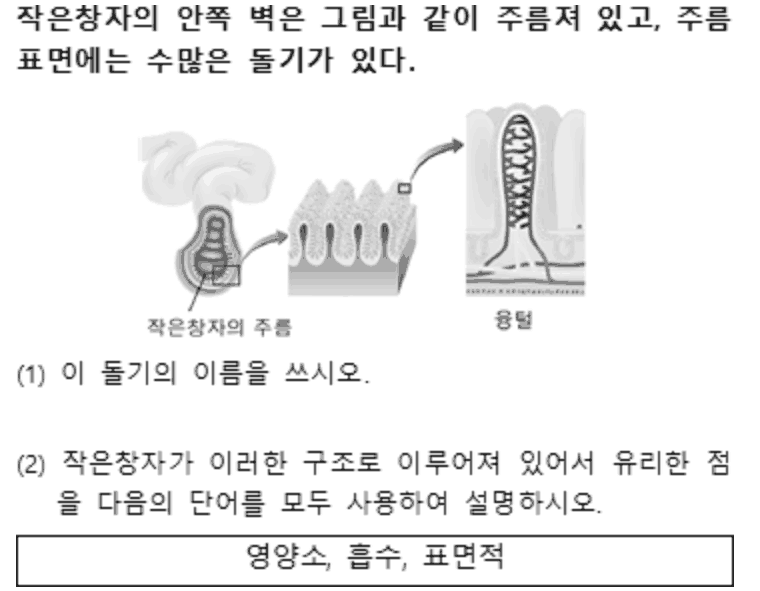 작은창자의 안쪽 벽은 그림과 같이 주름져 있고, 주름
표면에는 수많은 돌기가 있다.
작은창자의 주름
융털
(1) 이 돌기의 이름을 쓰시오.
(2) 작은창자가 이러한 구조로 이루어져 있어서 유리한 점
을 다음의 단어를 모두 사용하여 설명하시오.
영양소, 흡수, 표면적